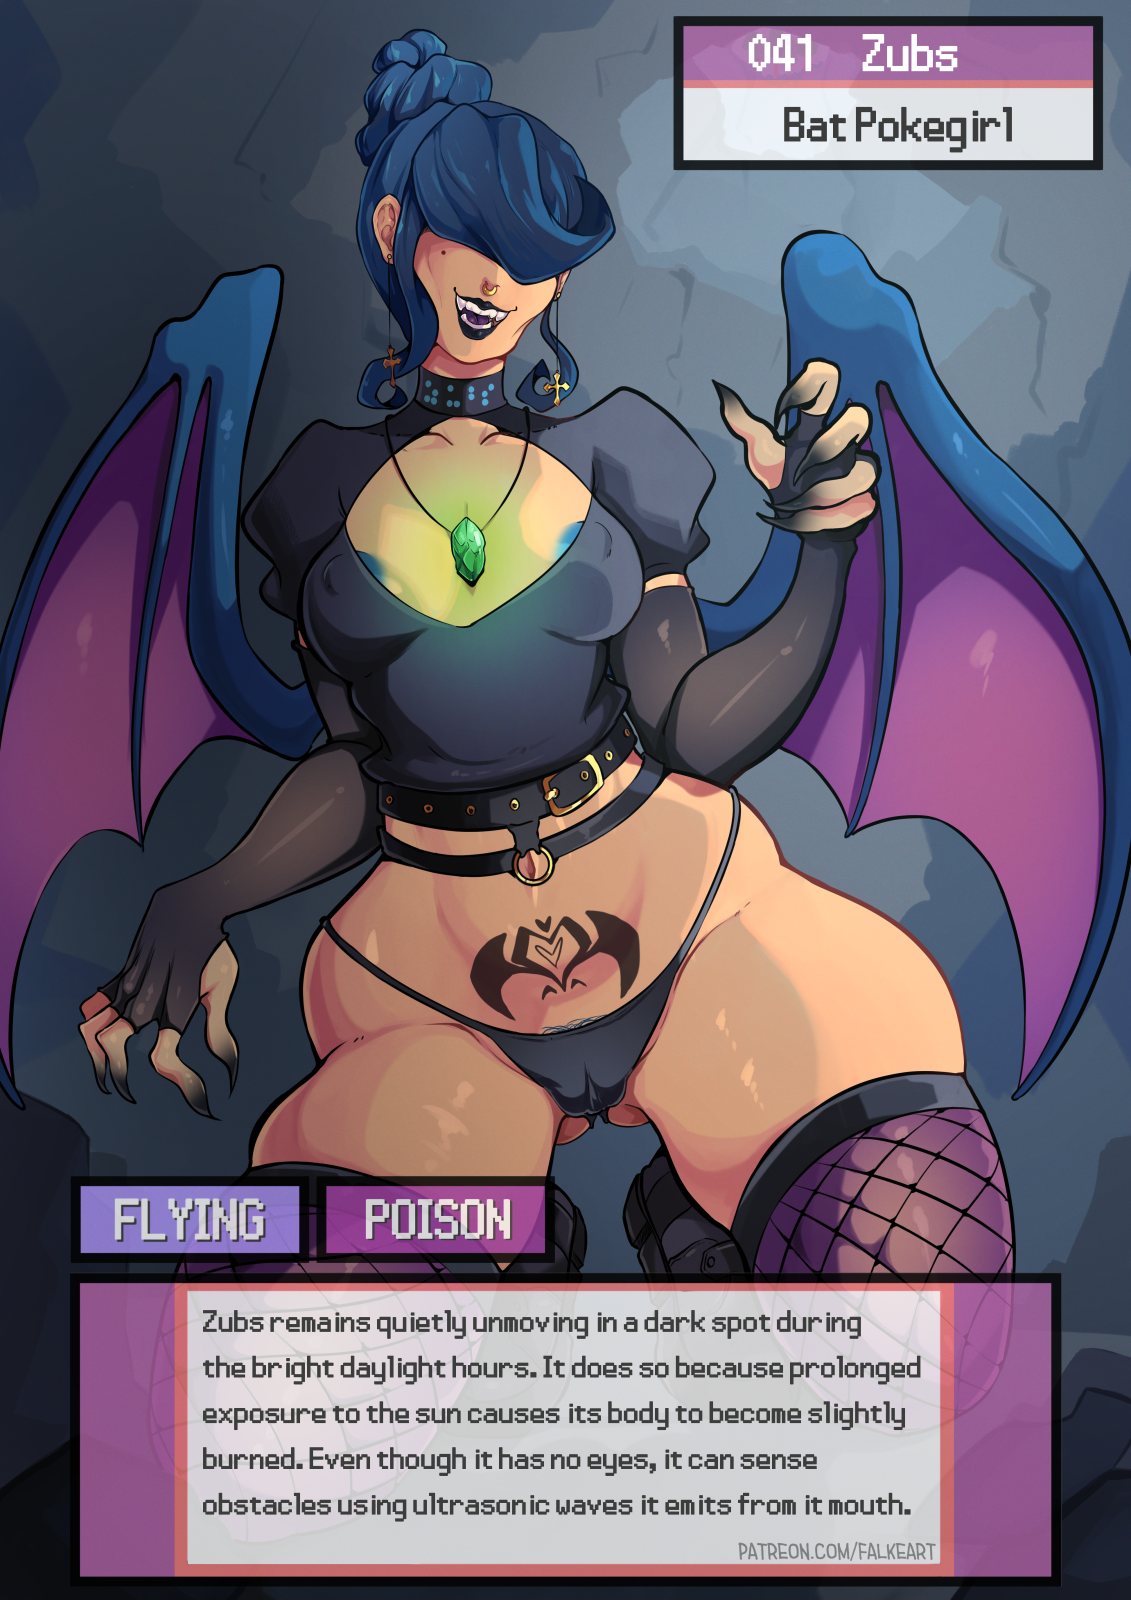 041 Zubs
Bat Pokegirl
FLYING POISON
Zubs remains quietly unmoving in a dark spot during
the bright daylight hours. It does so because prolonged
exposure to the sun causes its body to become slightly
burned. Even though it has no eyes, it can sense
obstacles using ultrasonic waves it emits from it mouth.
PATREON.COM/FALKEART